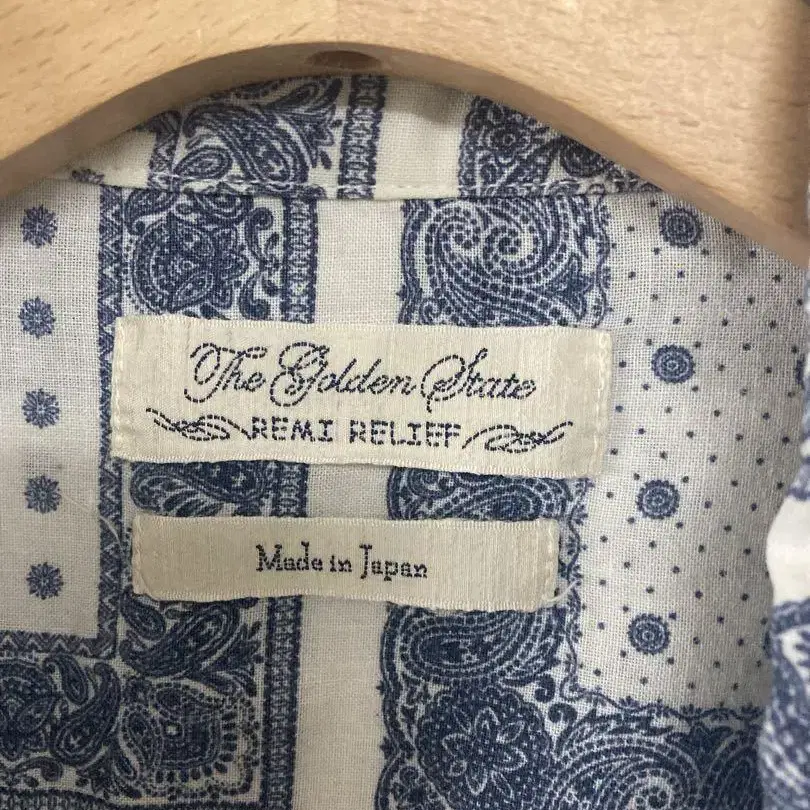 The Golden State
REMI RELIEF
Made in Japan